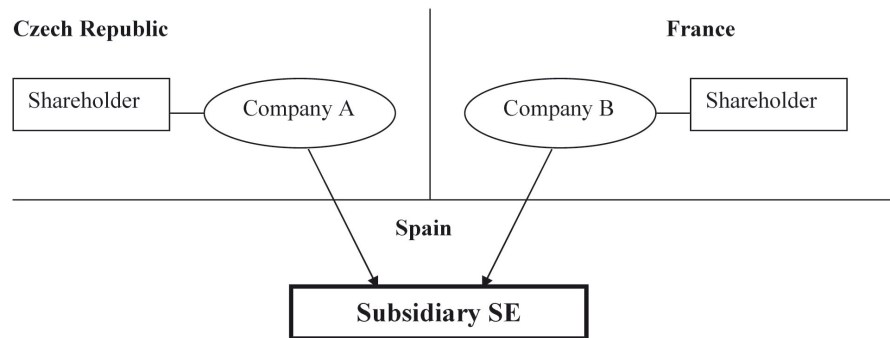 Czech Republic
France
Shareholder
Company A
Company B
Shareholder
Spain
Subsidiary SE